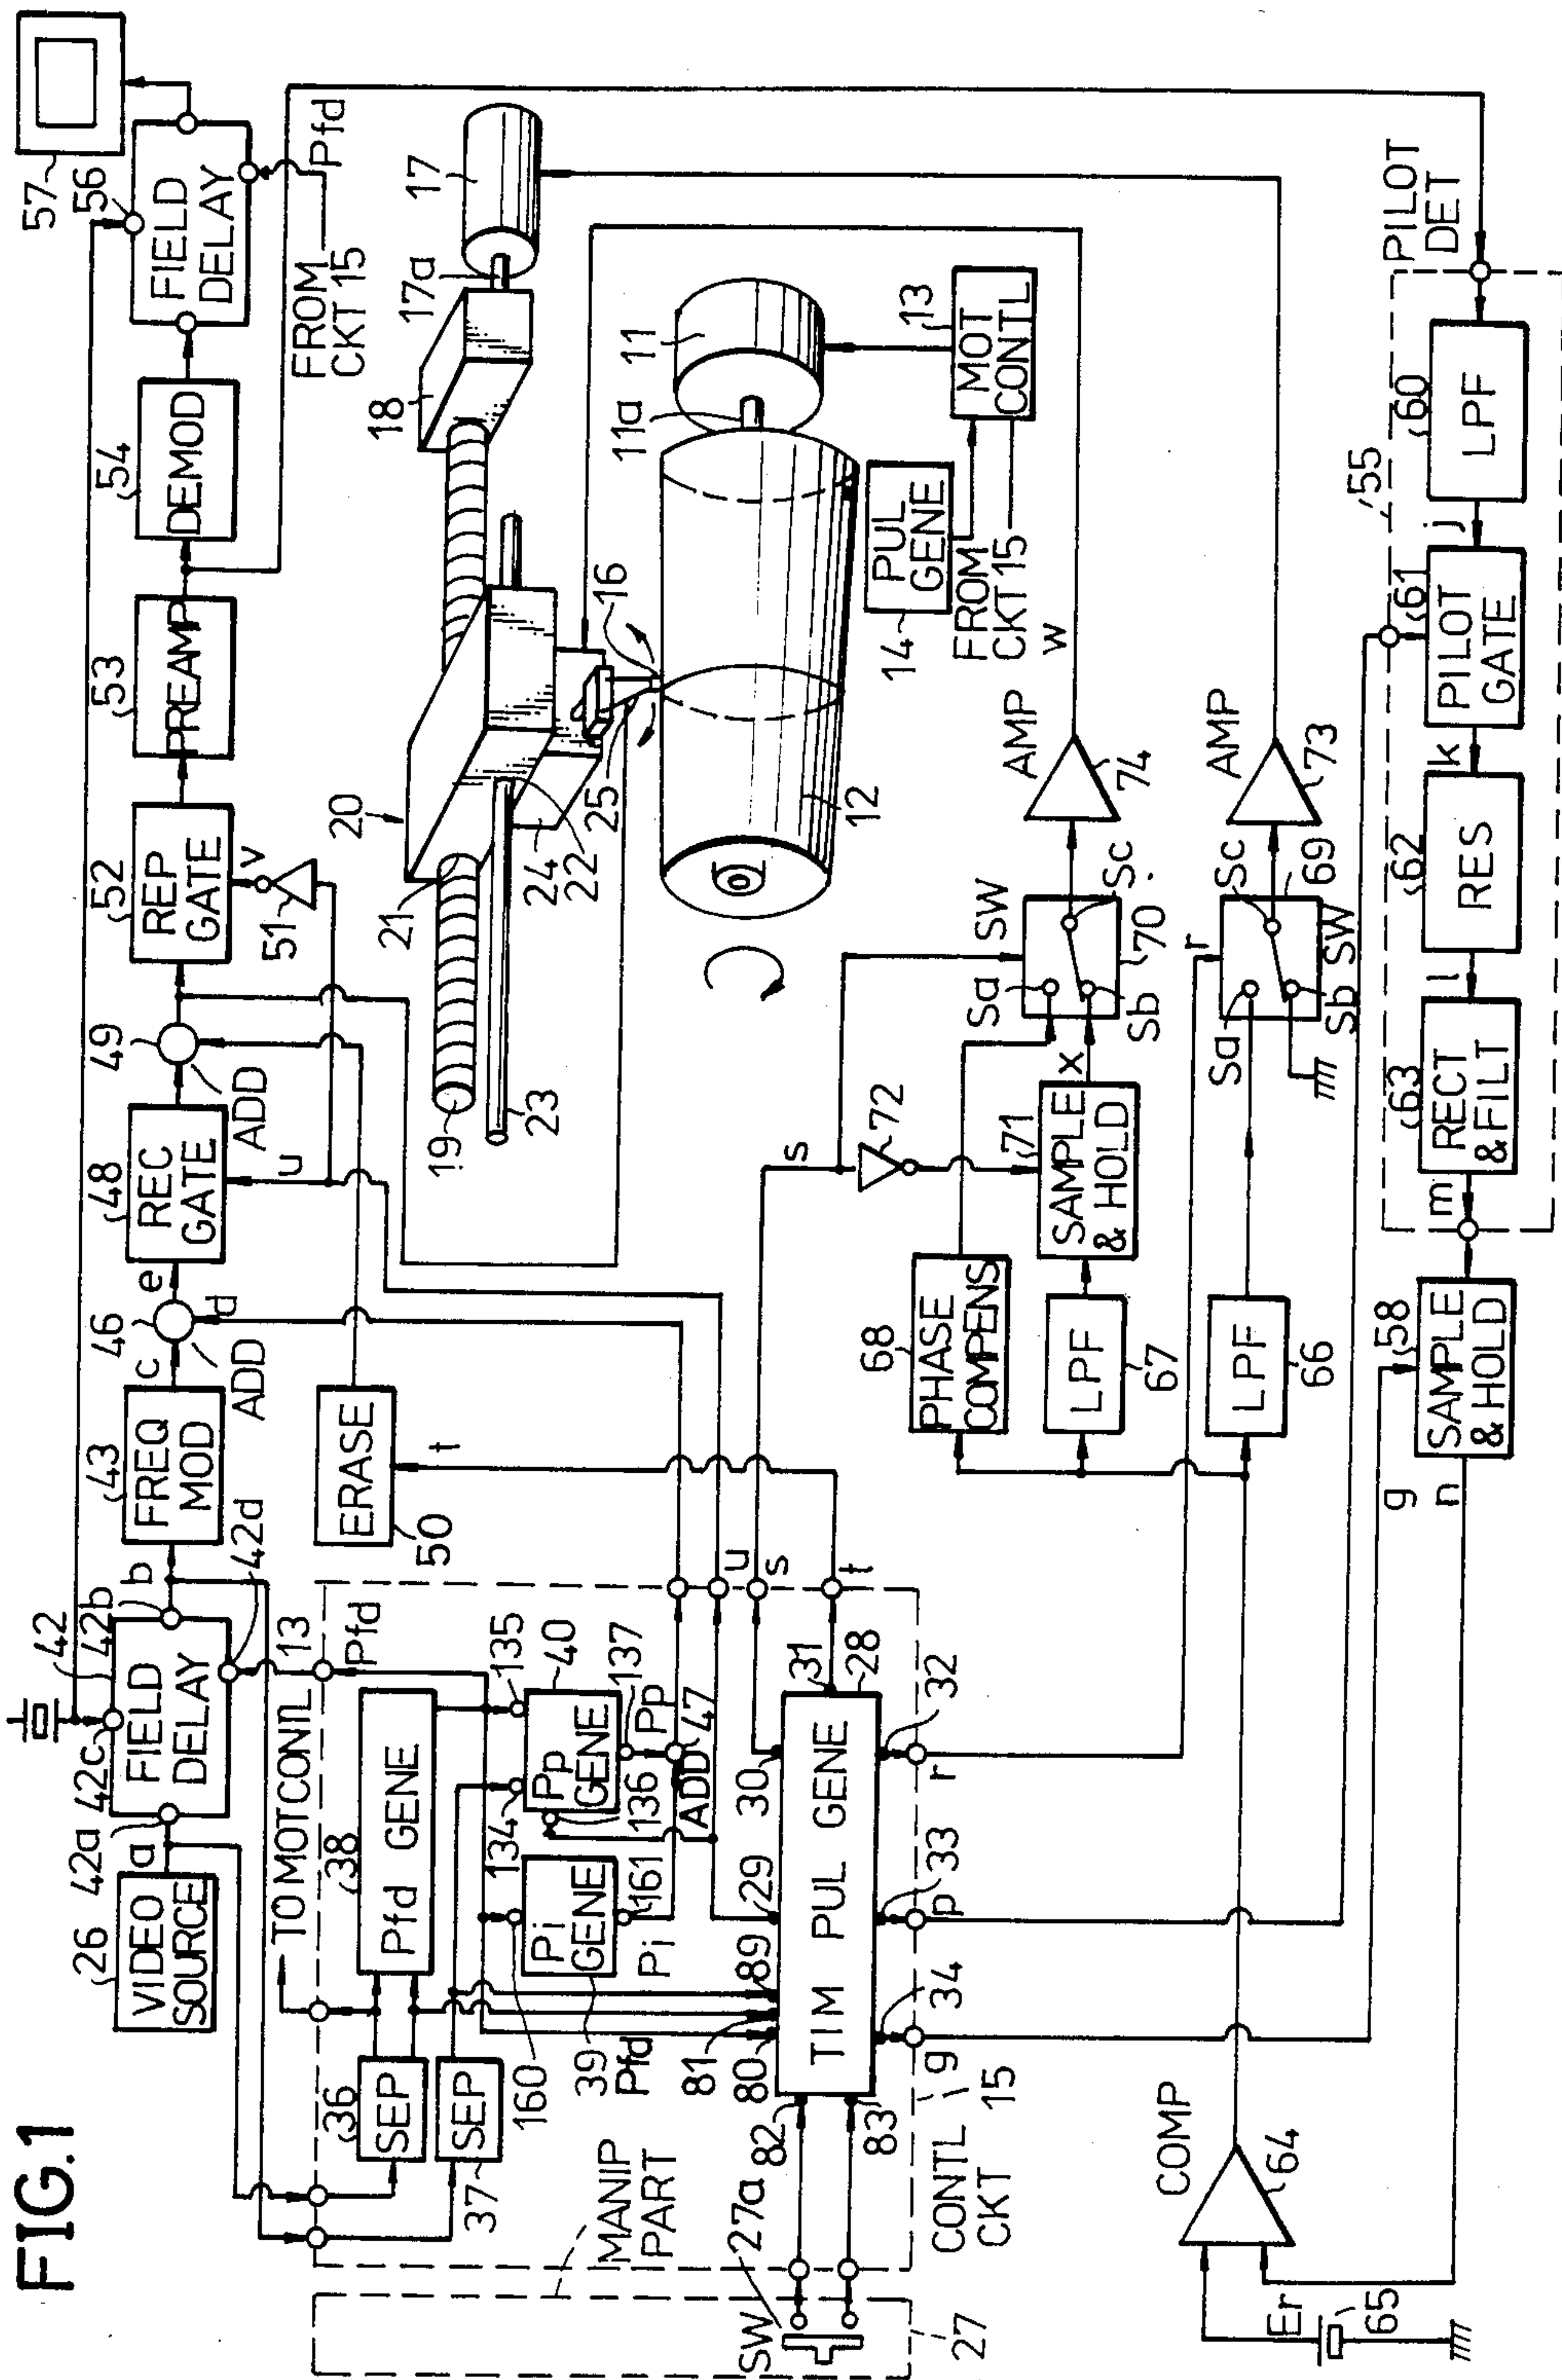 FIG.1
26
VIDEO
SOURCE
a
42a
42c
42
42b
FIELD
DELAY
b
42d
13
Pfd
43
FREQ
MOD
c
46
ADD
d
e
48
REC
GATE
u
49
ADD
52
REP
GATE
v
51
53
PREAMP
54
DEMOD
56
FIELD
DELAY
Pfd
FROM
CKT 15
57
TO MOTCONTL
36
SEP
37
SEP
38
Pfd GENE
134
135
40
Pp
GENE
136
137
Pp
47
ADD
160
39
Pi
GENE
161
Pi
Pfd
50
ERASE
t
u
s
t
MANIP
PART
27a
SW
27
82
83
81
80
89
29
30
31
28
TIM PUL GENE
34
33
32
g
p
r
CONTL
CKT
15
19
23
21
20
22
24
25
16
18
17a
17
12
11a
11
13
MOT
CONTL
14
PUL
GENE
FROM
CKT 15
w
s
72
68
PHASE
COMPENS
67
LPF
66
LPF
71
SAMPLE
& HOLD
x
Sa
SW
Sb
Sc
70
AMP
74
r
Sa
Sc
69
Sb
SW
AMP
73
COMP
64
Er
65
g
n
58
SAMPLE
& HOLD
m
63
RECT
& FILT
l
62
RES
k
61
PILOT
GATE
j
60
LPF
55
PILOT
DET